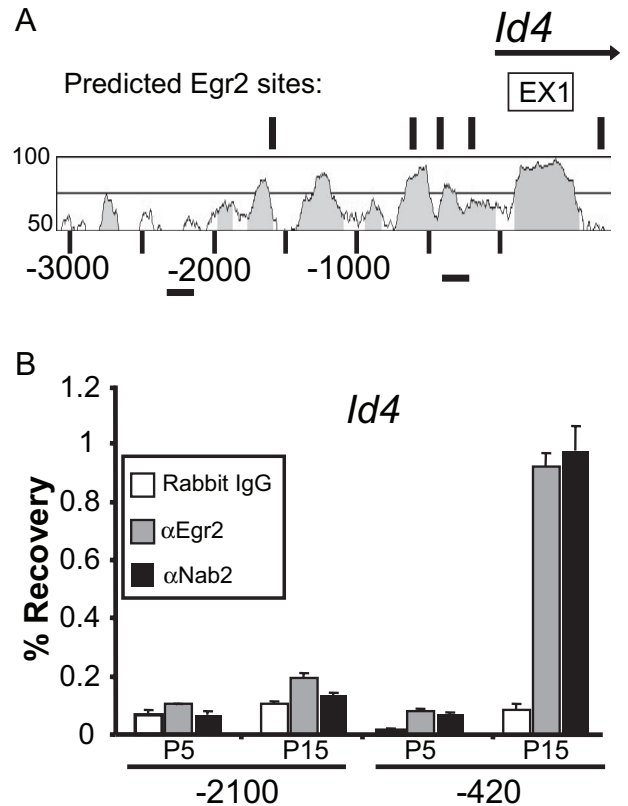 A
Id4
Predicted Egr2 sites:
EX1
100
50
-3000
-2000
-1000
B
1.2
Id4
1
Rabbit IgG
0.8
αEgr2
0.6
αNab2
0.4
0.2
0
% Recovery
P5
P15
P5
P15
-2100
-420